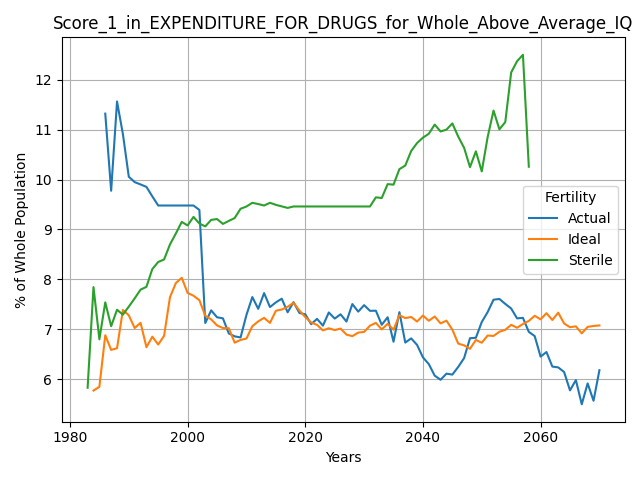 Score_1_in_EXPENDITURE_FOR_DRUGS_for_Whole_Above_Average_IQ
% of Whole Population
12
11
10
9
8
7
6
Fertility
Actual
Ideal
Sterile
1980 2000 2020 2040 2060
Years